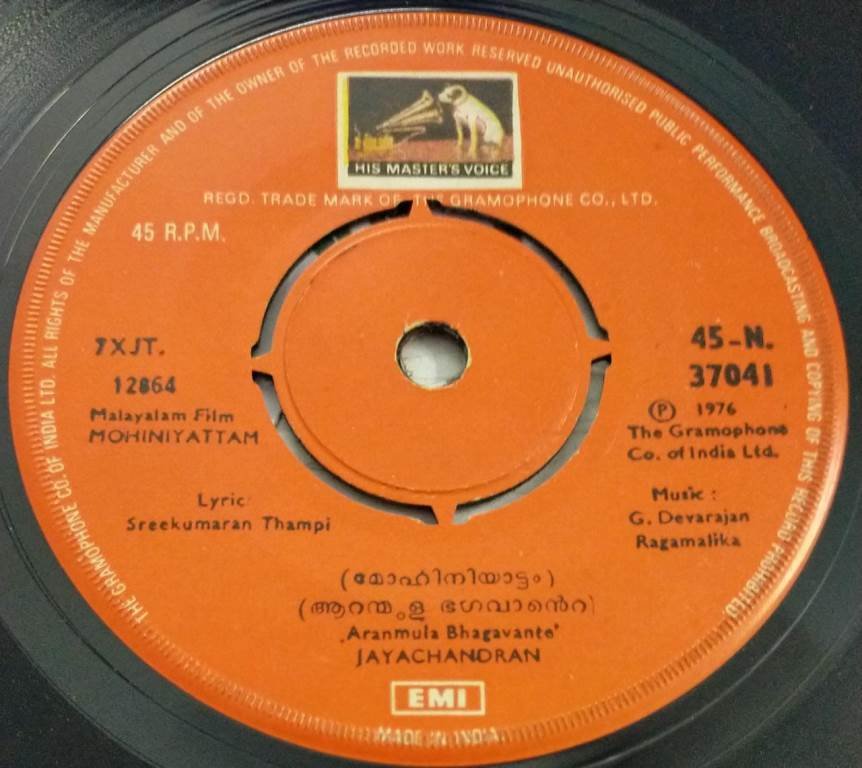 THE GRAMOPHONE CO. OF INDIA LTD. ALL RIGHTS OF THE MANUFACTURER AND OF THE OWNER OF THE RECORDED WORK RESERVED UNAUTHORISED PUBLIC PERFORMANCE BROADCASTING AND COPYING OF THIS RECORD PROHIBITED.
HIS MASTER'S VOICE
REGD. TRADE MARK OF THE GRAMOPHONE CO., LTD.
45 R.P.M.
7XJT.
12864
Malayalam Film
MOHINIYATTAM
45-N.
37041
Ⓟ 1976
The Gramophone
Co. of India Ltd.
Lyric:
Sreekumaran Thampi
Music :
G. Devarajan
Ragamalika
(മോഹിനിയാട്ടം)
(ആറന്മുള ഭഗവാൻെറ)
'Aranmula Bhagavante'
JAYACHANDRAN
EMI
MADE IN INDIA